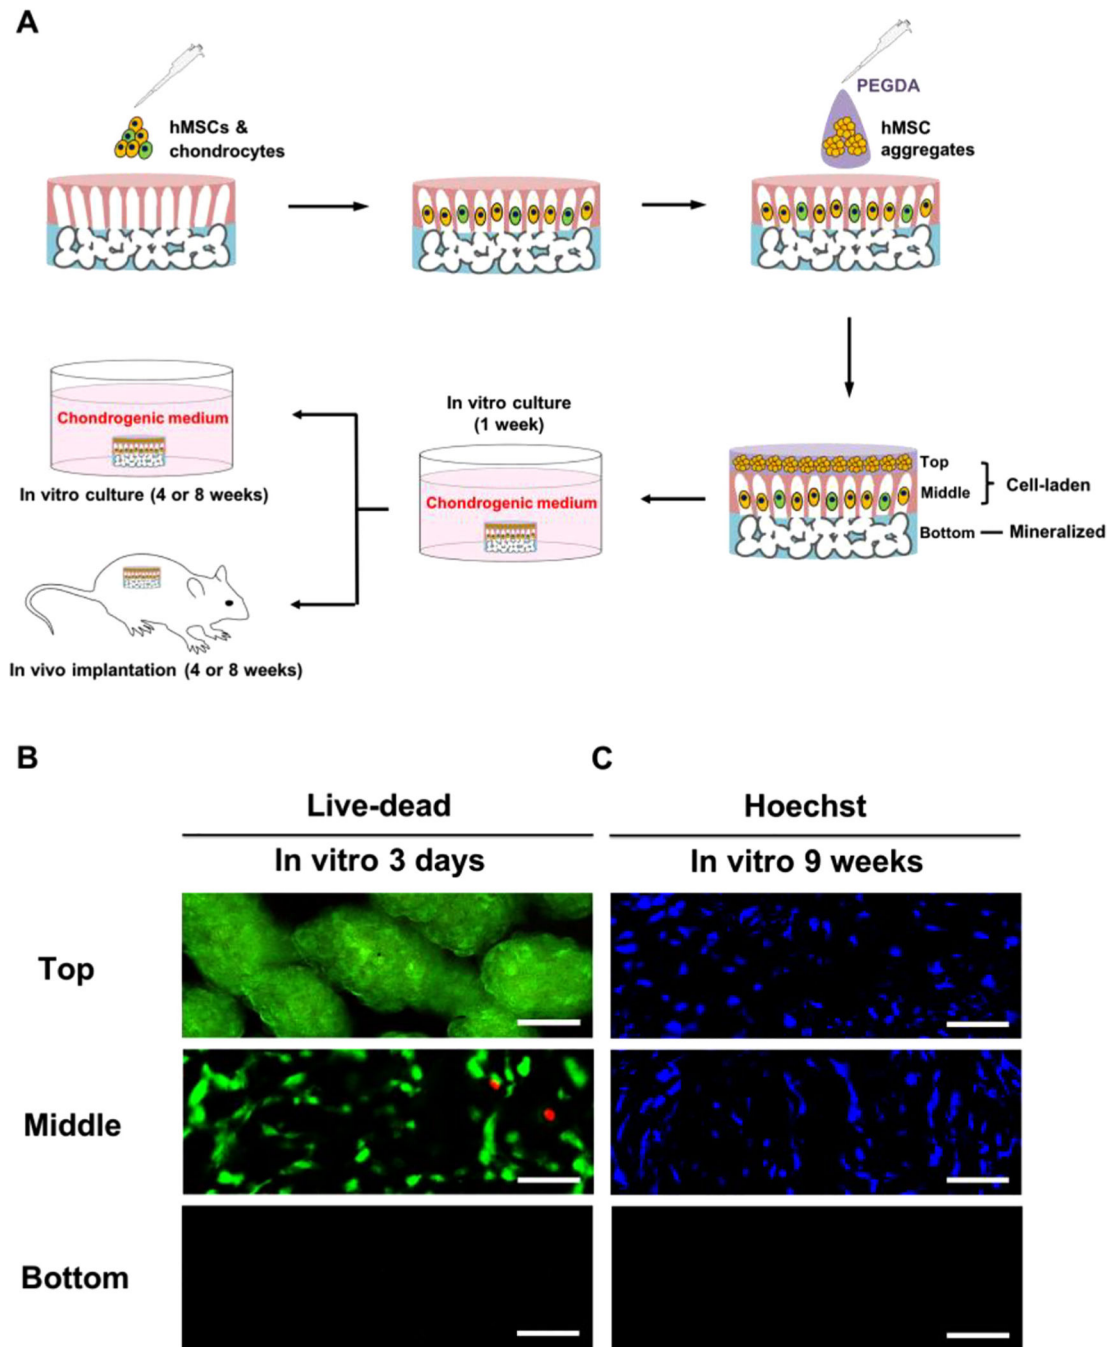 A
hMSCs &
chondrocytes
PEGDA
hMSC
aggregates
Chondrogenic medium
In vitro culture (4 or 8 weeks)
In vivo implantation (4 or 8 weeks)
In vitro culture
(1 week)
Chondrogenic medium
Top
Middle
Cell-laden
Bottom
Mineralized
B
Live-dead
In vitro 3 days
C
Hoechst
In vitro 9 weeks
Top
Middle
Bottom